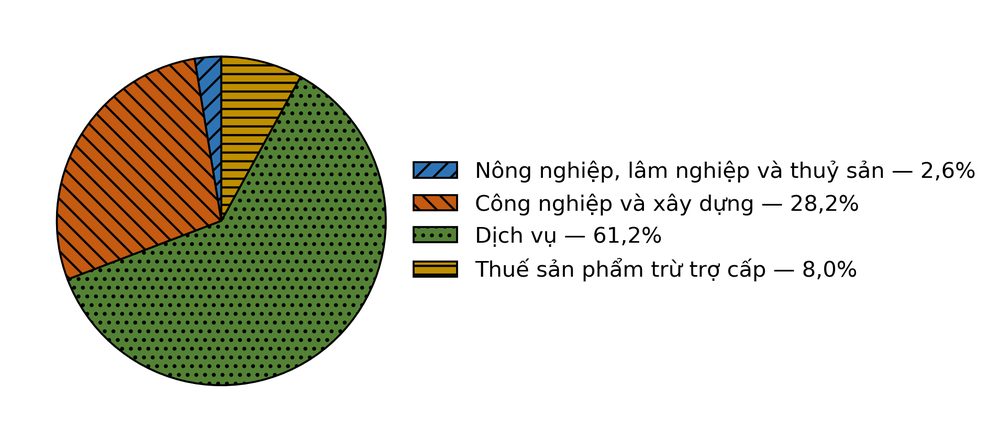 Nông nghiệp, lâm nghiệp và thuỷ sản — 2,6%
Công nghiệp và xây dựng — 28,2%
Dịch vụ — 61,2%
Thuế sản phẩm trừ trợ cấp — 8,0%